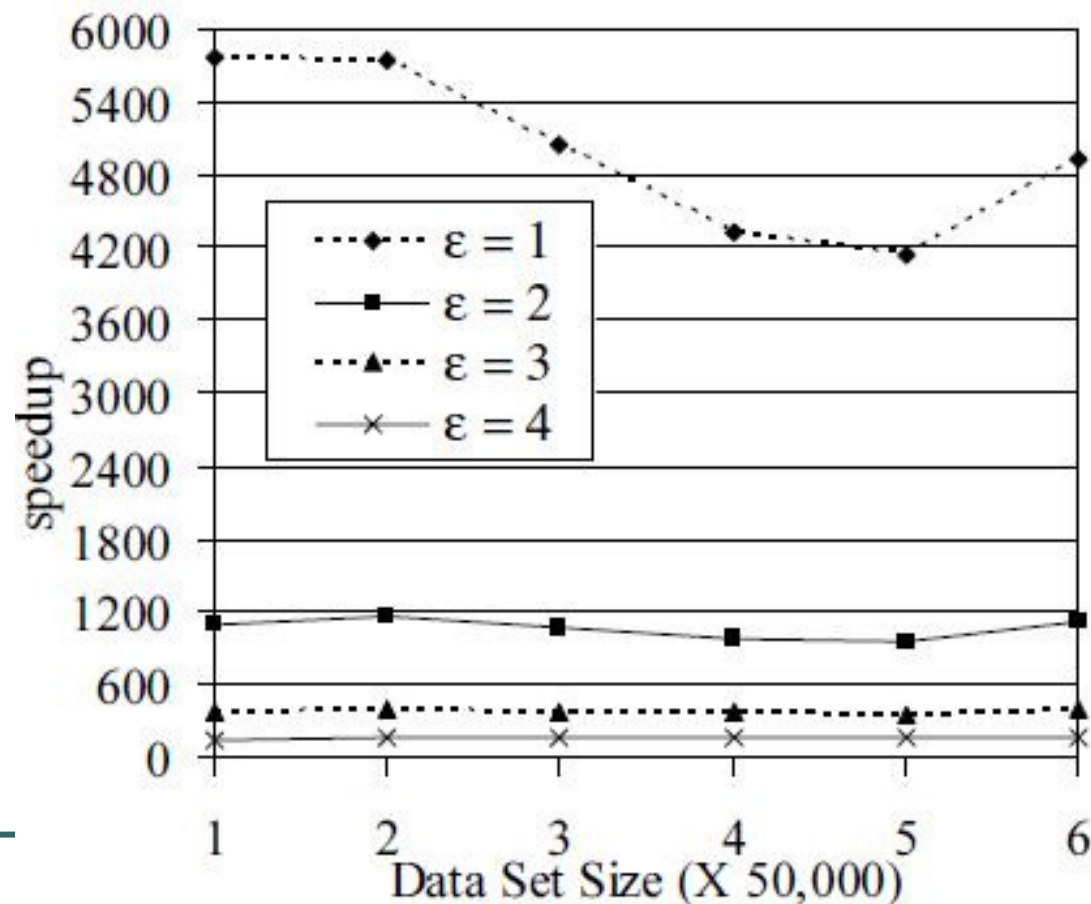 6000
5400
4800
4200
3600
3000
2400
1800
1200
600
0
speedup
ε = 1
ε = 2
ε = 3
ε = 4
1 2 3 4 5 6
Data Set Size (X 50,000)